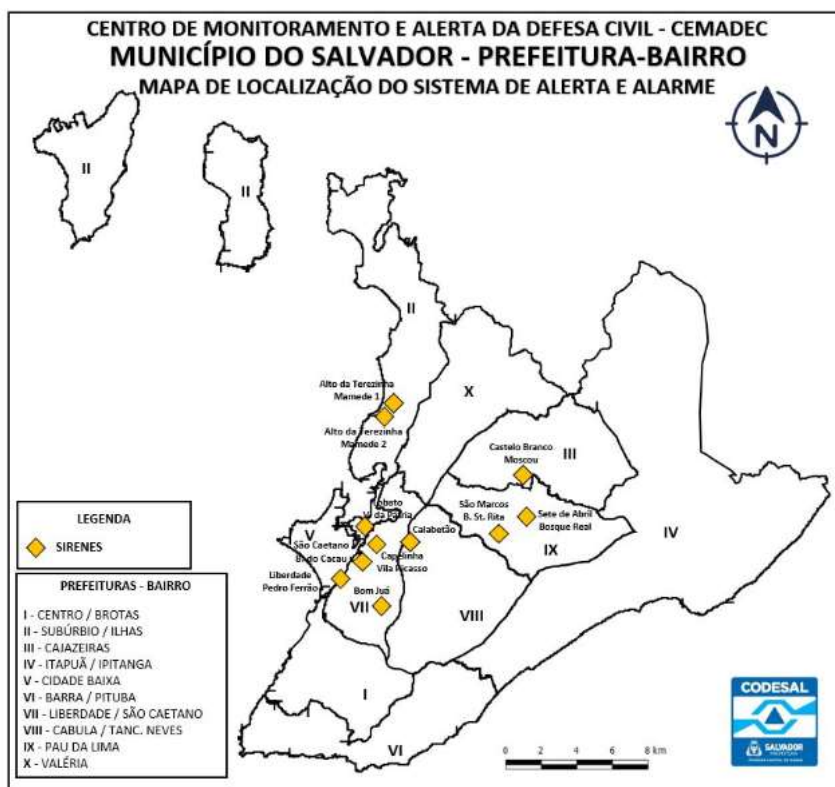 CENTRO DE MONITORAMENTO E ALERTA DA DEFESA CIVIL - CEMADEC
MUNICÍPIO DO SALVADOR - PREFEITURA-BAIRRO
MAPA DE LOCALIZAÇÃO DO SISTEMA DE ALERTA E ALARME
N
II
II
II
X
Alto da Terezinha
Mamede 1
Alto da Terezinha
Mamede 2
Castelo Branco
Moscou
III
Lobato
V. da Pátria
São Marcos
B. St. Rita
Sete de Abril
Bosque Real
IV
V
São Caetano
B. do Cacau
Calabetão
IX
Capelinha
Vila Picasso
Liberdade
Pedro Ferrão
Bom Juá
VII
VIII
I
VI
LEGENDA
SIRENES
PREFEITURAS - BAIRRO
I - CENTRO / BROTAS
II - SUBÚRBIO / ILHAS
III - CAJAZEIRAS
IV - ITAPUÃ / IPITANGA
V - CIDADE BAIXA
VI - BARRA / PITUBA
VII - LIBERDADE / SÃO CAETANO
VIII - CABULA / TANC. NEVES
IX - PAU DA LIMA
X - VALÉRIA
0 2 4 6 8 km
CODESAL
SALVADOR